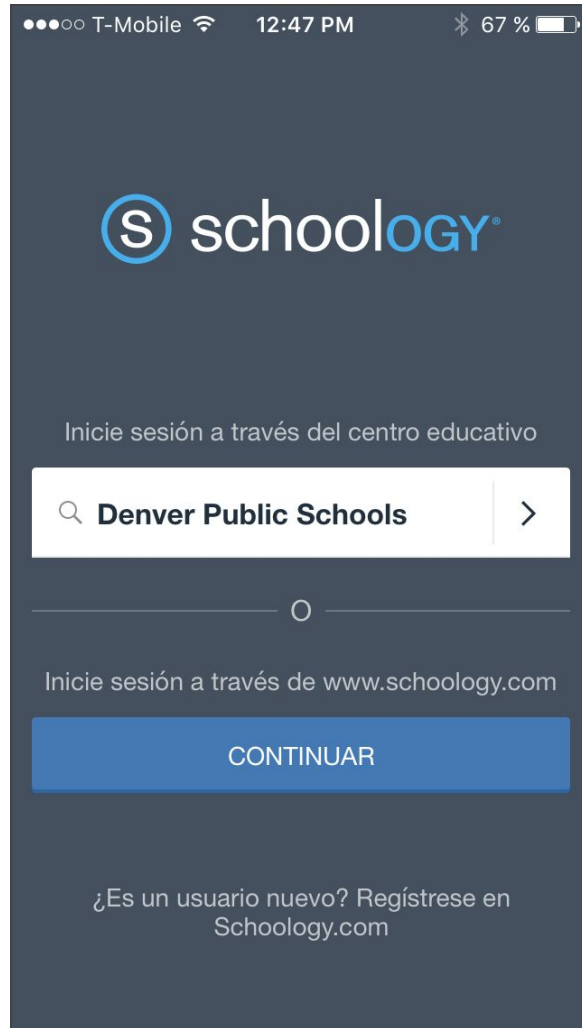 T-Mobile 12:47 PM 67 %
S schoology®
Inicie sesión a través del centro educativo
Denver Public Schools
O
Inicie sesión a través de www.schoology.com
CONTINUAR
¿Es un usuario nuevo? Regístrese en
Schoology.com